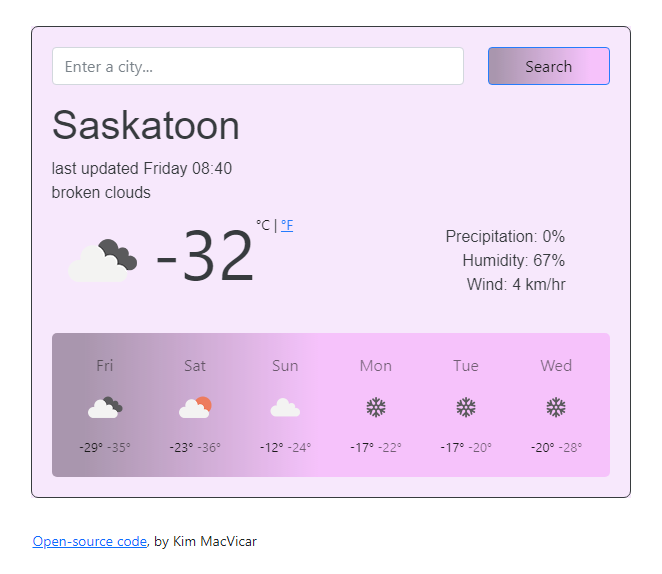 Enter a city...
Search
Saskatoon
last updated Friday 08:40
broken clouds
-32 °C | °F
Precipitation: 0%
Humidity: 67%
Wind: 4 km/hr
Fri Sat Sun Mon Tue Wed
-29° -35° -23° -36° -12° -24° -17° -22° -17° -20° -20° -28°
Open-source code, by Kim MacVicar